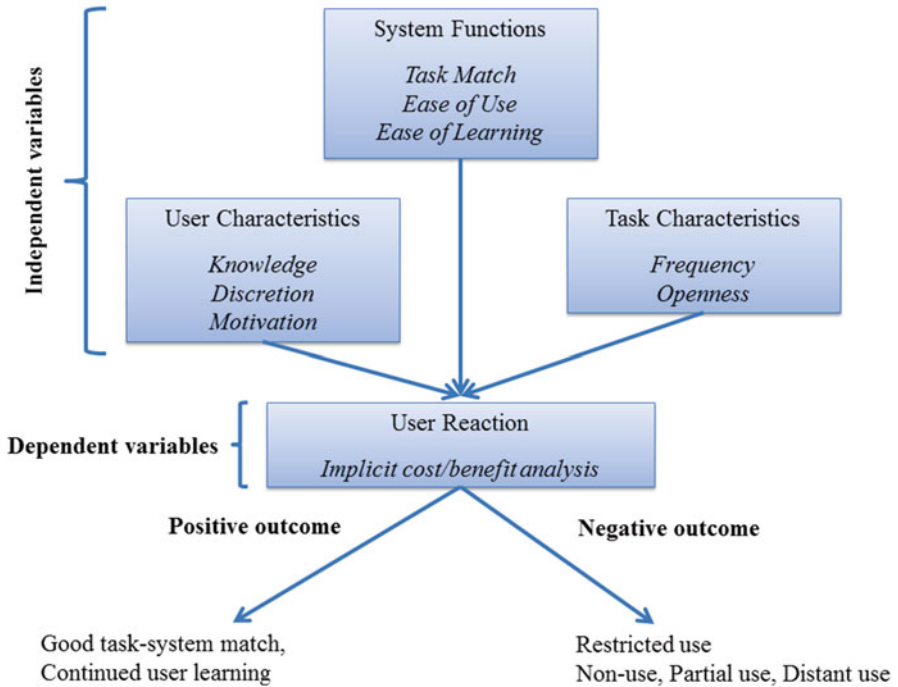 System Functions
Task Match
Ease of Use
Ease of Learning
Independent variables
User Characteristics
Knowledge
Discretion
Motivation
Task Characteristics
Frequency
Openness
Dependent variables
User Reaction
Implicit cost/benefit analysis
Positive outcome
Negative outcome
Good task-system match,
Continued user learning
Restricted use
Non-use, Partial use, Distant use